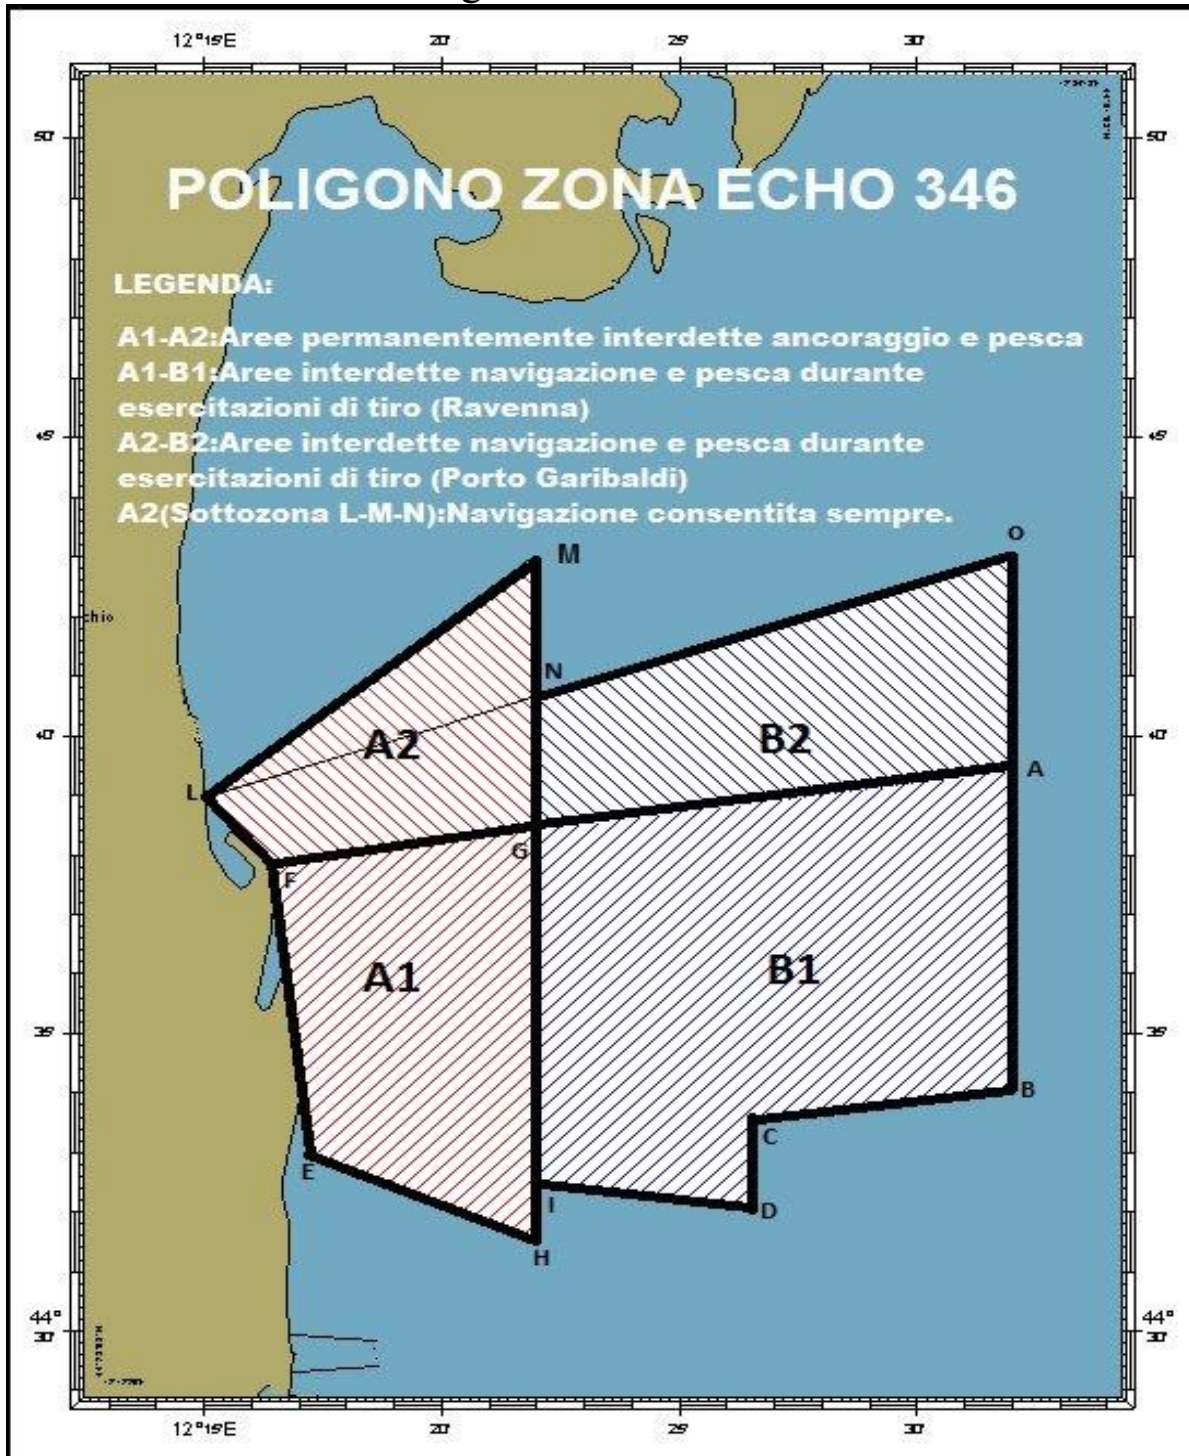 12°15'E 20' 25' 30'
50' 50'
POLIGONO ZONA ECHO 346
LEGENDA:
A1-A2:Aree permanentemente interdette ancoraggio e pesca
A1-B1:Aree interdette navigazione e pesca durante
esercitazioni di tiro (Ravenna)
45' 45'
A2-B2:Aree interdette navigazione e pesca durante
esercitazioni di tiro (Porto Garibaldi)
A2(Sottozona L-M-N):Navigazione consentita sempre.
O
M
chio
N
A2 B2
40' 40'
A
L
G
F
A1 B1
35' 35'
B
C
E
I D
H
44° 44°
30' 30'
12°15'E 20' 25' 30'